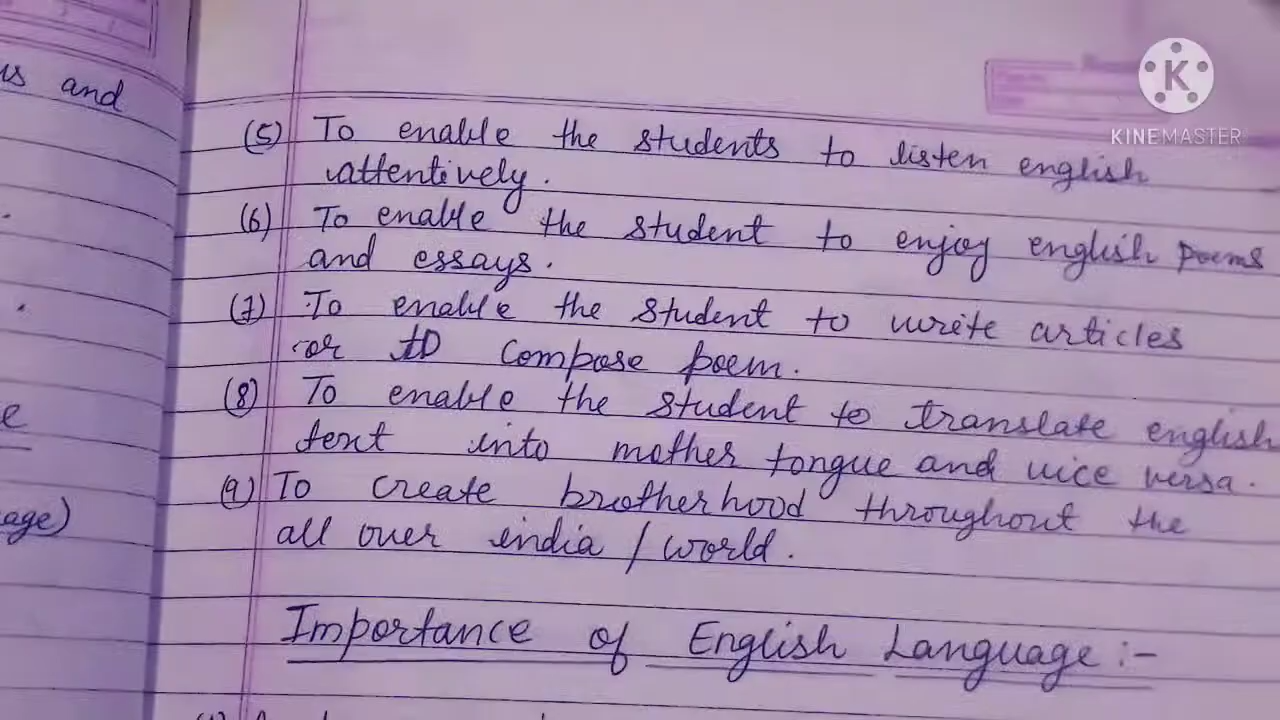 us and
e
age)
K
KINEMASTER
(5) To enable the students to listen english
attentively.
(6) To enable the student to enjoy english poems
and essays.
(7) To enable the student to write articles
or to compose poem.
(8) To enable the student to translate english
text into mother tongue and vice versa.
(9) To create brotherhood throughout the
all over india / world.
Importance of English Language :-